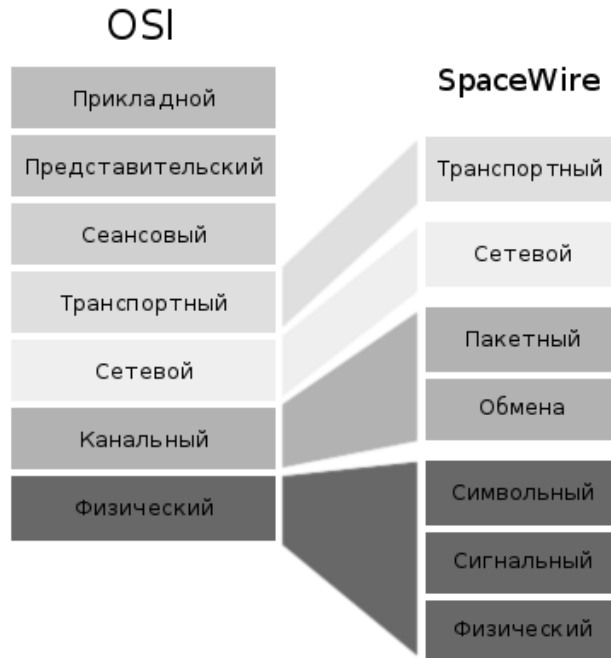 OSI
Прикладной
Представительский
Сеансовый
Транспортный
Сетевой
Канальный
Физический
SpaceWire
Транспортный
Сетевой
Пакетный
Обмена
Символьный
Сигнальный
Физический